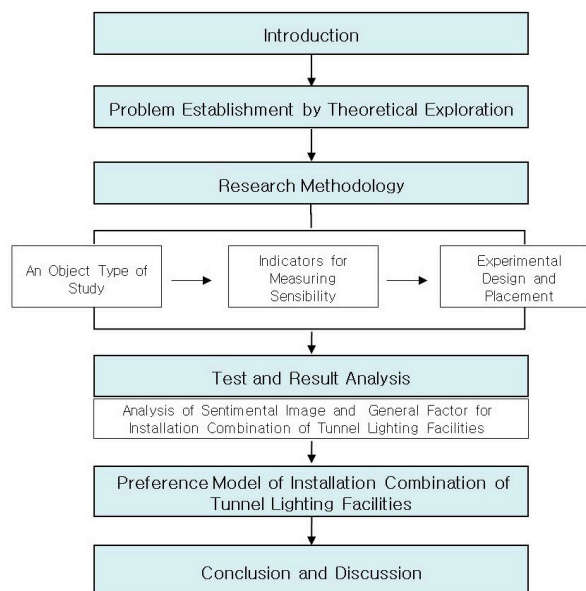 Introduction
Problem Establishment by Theoretical Exploration
Research Methodology
An Object Type of
Study
Indicators for
Measuring
Sensibility
Experimental
Design and
Placement
Test and Result Analysis
Analysis of Sentimental Image and General Factor for
Installation Combination of Tunnel Lighting Facilities
Preference Model of Installation Combination of
Tunnel Lighting Facilities
Conclusion and Discussion